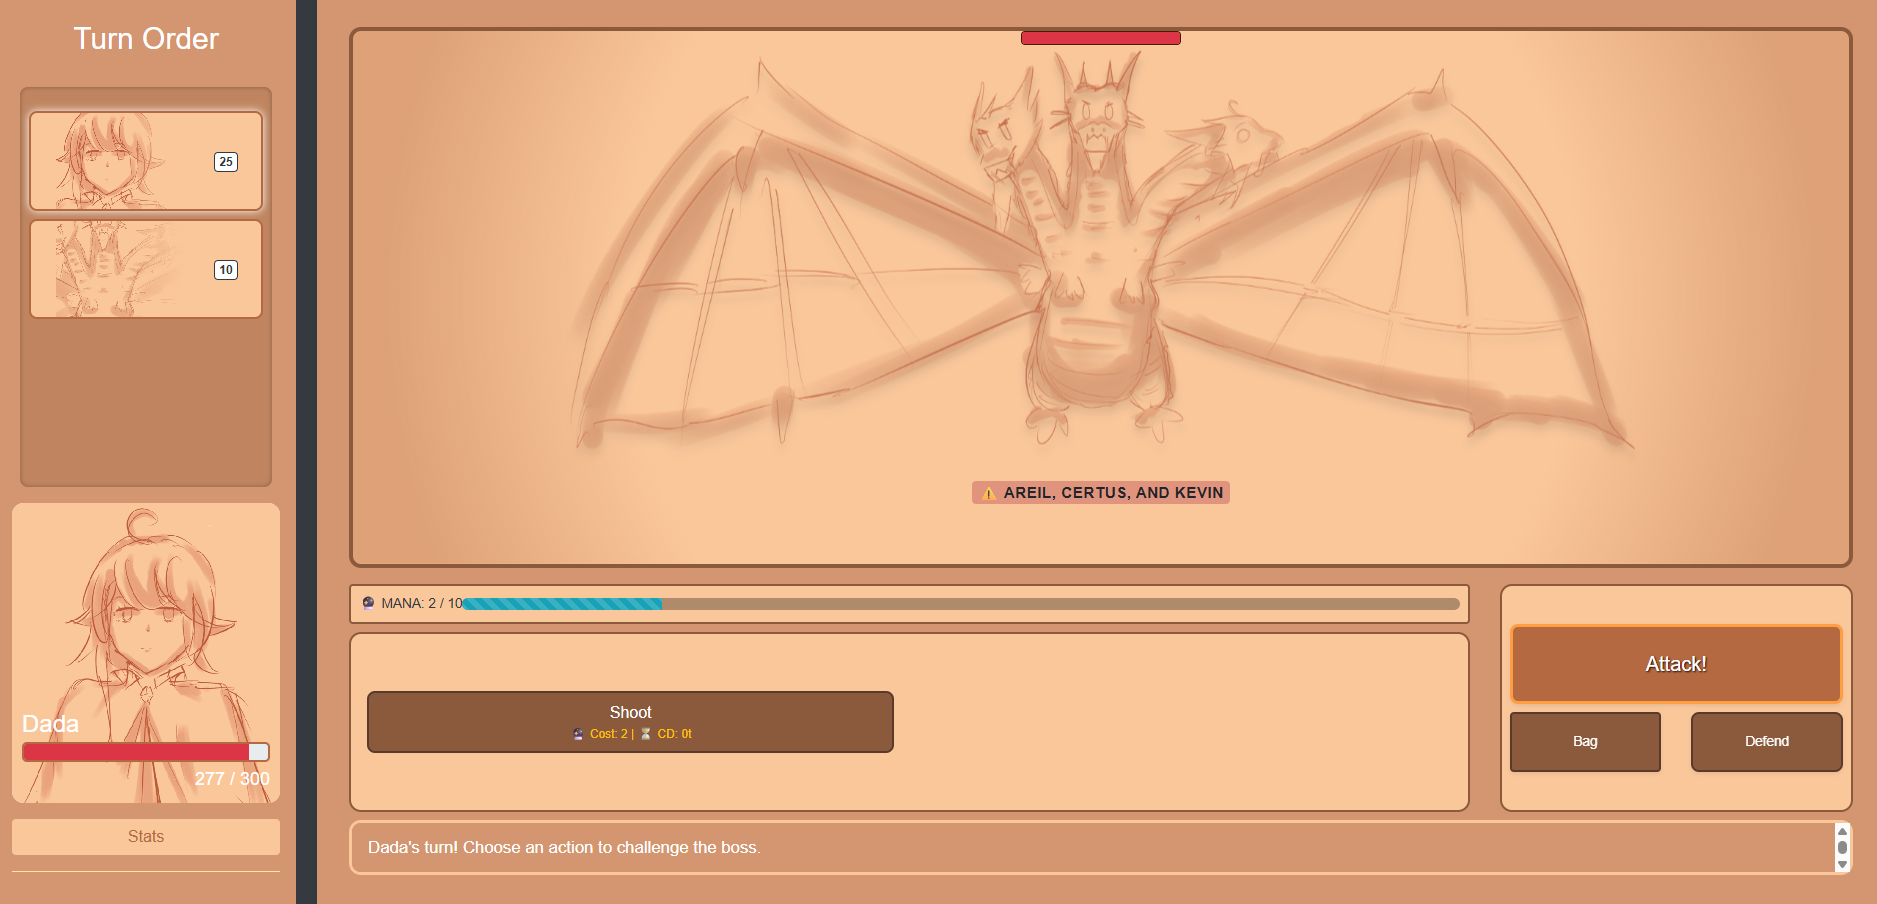 Turn Order
25
10
Dada
277 / 300
Stats
⚠️ AREIL, CERTUS, AND KEVIN
🔮 MANA: 2 / 10
Shoot
🔮 Cost: 2 | ⏳ CD: 0t
Attack!
Bag
Defend
Dada's turn! Choose an action to challenge the boss.